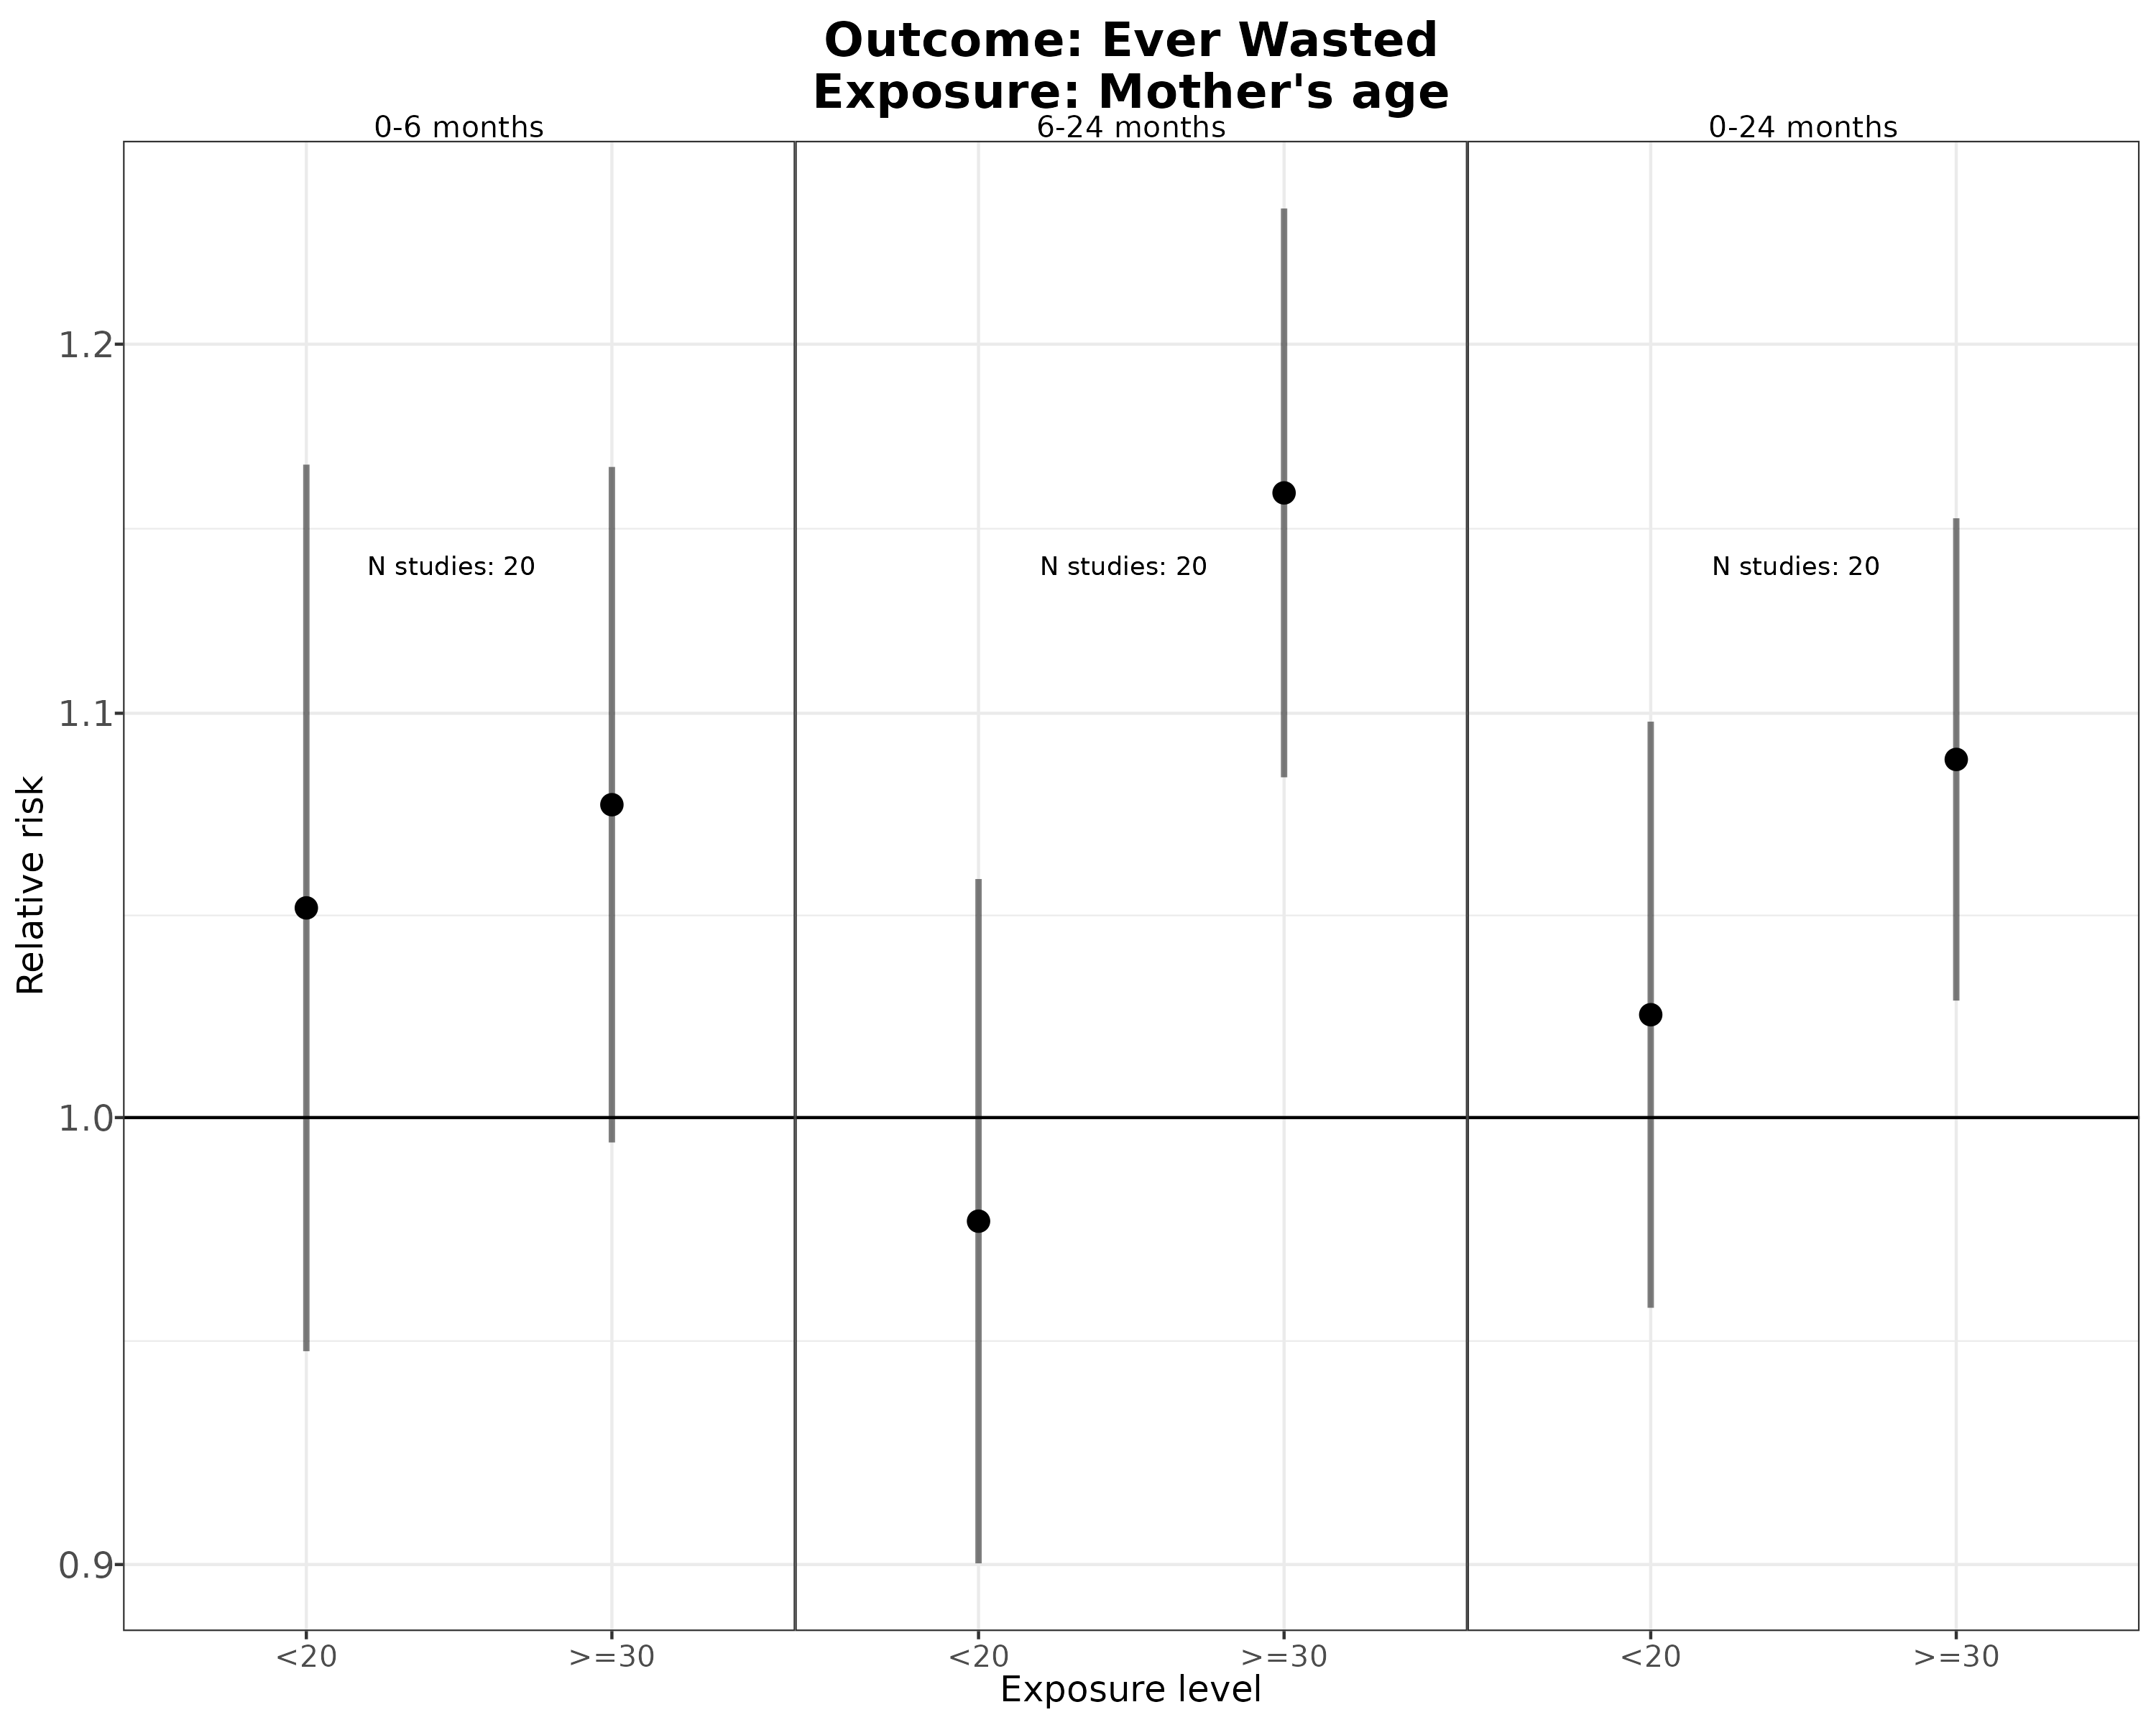 Outcome: Ever Wasted
Exposure: Mother's age
0-6 months
6-24 months
0-24 months
1.2
1.1
1.0
0.9
Relative risk
N studies: 20
N studies: 20
N studies: 20
<20
>=30
<20
>=30
<20
>=30
Exposure level